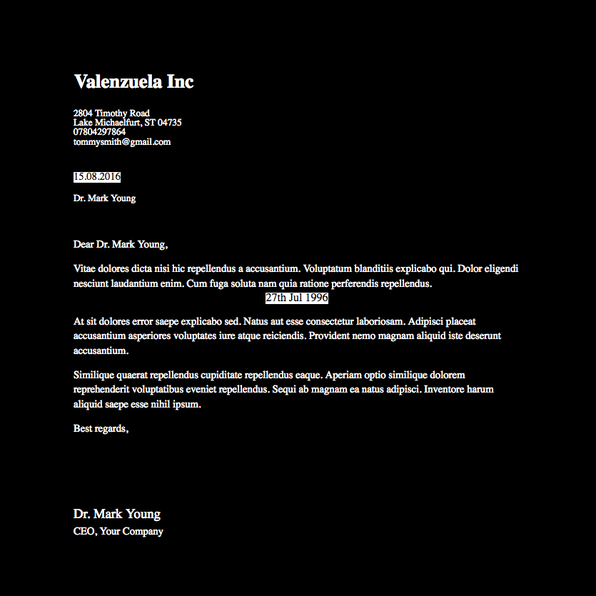 Valenzuela Inc
2804 Timothy Road
Lake Michaelfurt, ST 04735
07804297864
tommysmith@gmail.com
15.08.2016
Dr. Mark Young
Dear Dr. Mark Young,
Vitae dolores dicta nisi hic repellendus a accusantium. Voluptatum blanditiis explicabo qui. Dolor eligendi
nesciunt laudantium enim. Cum fuga soluta nam quia ratione perferendis repellendus.
27th Jul 1996
At sit dolores error saepe explicabo sed. Natus aut esse consectetur laboriosam. Adipisci placeat
accusantium asperiores voluptates iure atque reiciendis. Provident nemo magnam aliquid iste deserunt
accusantium.
Similique quaerat repellendus cupiditate repellendus eaque. Aperiam optio similique dolorem
reprehenderit voluptatibus eveniet repellendus. Sequi ab magnam ea natus adipisci. Inventore harum
aliquid saepe esse nihil ipsum.
Best regards,
Dr. Mark Young
CEO, Your Company